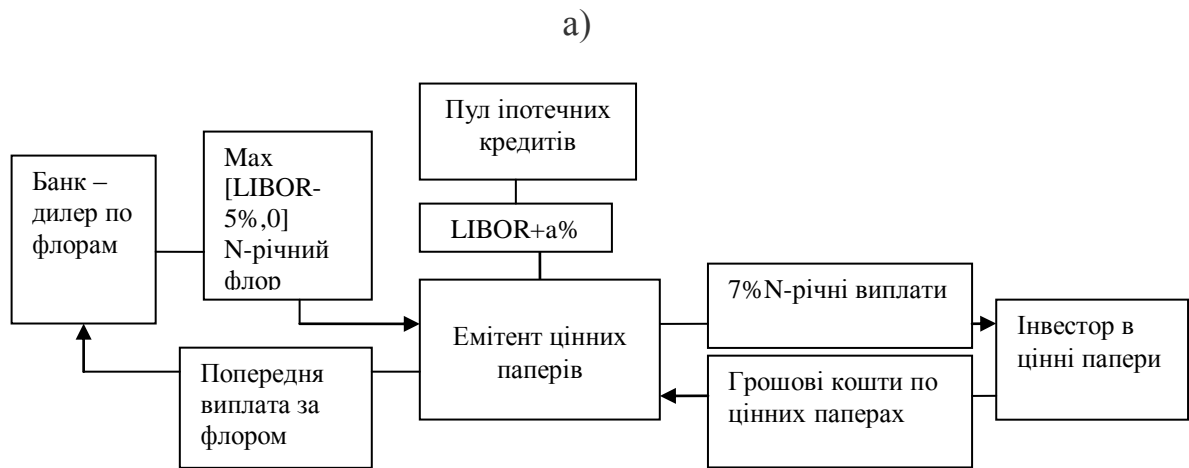 а)
Пул іпотечних
кредитів
Банк –
дилер по
флорам
Max
[LIBOR-
5%,0]
N-річний
флор
LIBOR+а%
Емітент цінних
паперів
7%N-річні виплати
Інвестор в
цінні папери
Попередня
виплата за
флором
Грошові кошти по
цінних паперах